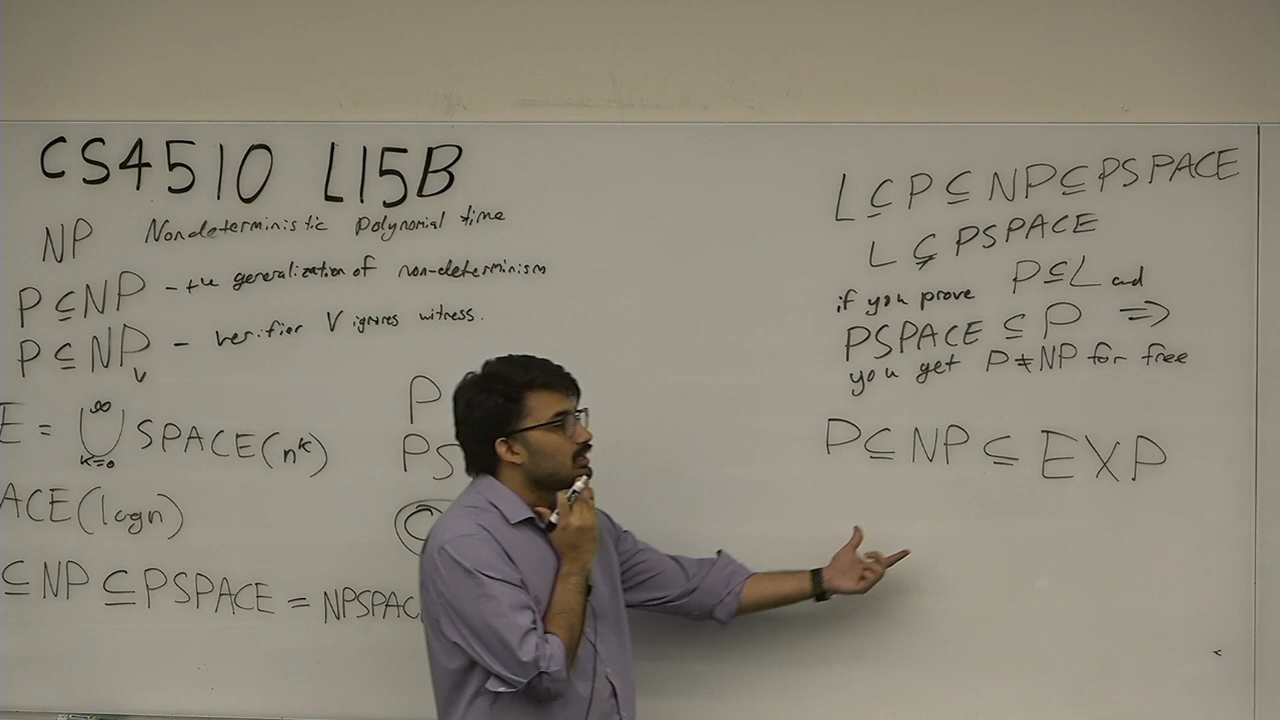 CS4510 L15B
NP Nondeterministic Polynomial time
P ⊆ NP - the generalization of non-determinism
P ⊆ NP_V - verifier V ignores witness.
E = ⋃_{k=0}^∞ SPACE(n^k)
ACE(logn)
⊆ NP ⊆ PSPACE = NPSPAC
P
PS
L ⊆ P ⊆ NP ⊆ PSPACE
L ⊊ PSPACE
if you prove P ⊆ L and
PSPACE ⊆ P ⇒
you get P ≠ NP for free
P ⊆ NP ⊆ EXP